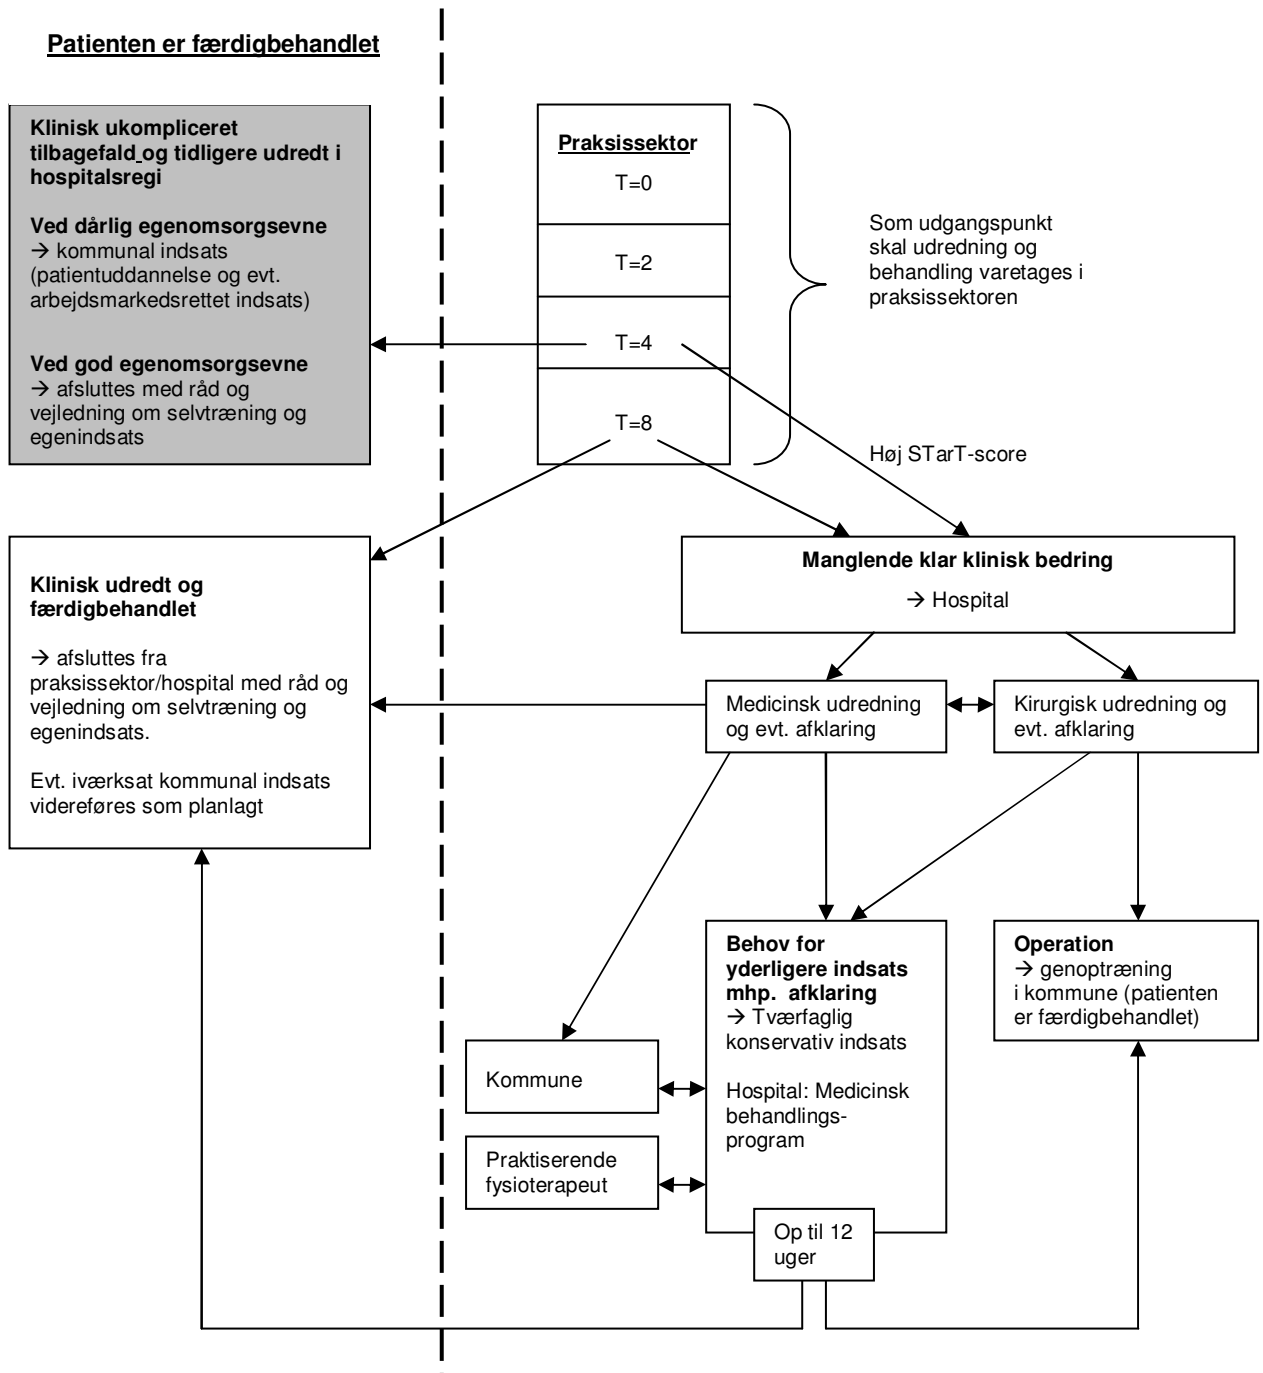 Patienten er færdigbehandlet
Klinisk ukompliceret
tilbagefald og tidligere udredt i
hospitalsregi
Ved dårlig egenomsorgsevne
→ kommunal indsats
(patientuddannelse og evt.
arbejdsmarkedsrettet indsats)
Ved god egenomsorgsevne
→ afsluttes med råd og
vejledning om selvtræning og
egenindsats
Praksissektor
T=0
T=2
T=4
T=8
Som udgangspunkt
skal udredning og
behandling varetages i
praksissektoren
Høj STarT-score
Manglende klar klinisk bedring
→ Hospital
Klinisk udredt og
færdigbehandlet
→ afsluttes fra
praksissektor/hospital med råd og
vejledning om selvtræning og
egenindsats.
Evt. iværksat kommunal indsats
videreføres som planlagt
Medicinsk udredning
og evt. afklaring
Kirurgisk udredning og
evt. afklaring
Behov for
yderligere indsats
mhp. afklaring
→ Tværfaglig
konservativ indsats
Hospital: Medicinsk
behandlings-
program
Operation
→ genoptræning
i kommune (patienten
er færdigbehandlet)
Kommune
Praktiserende
fysioterapeut
Op til 12
uger